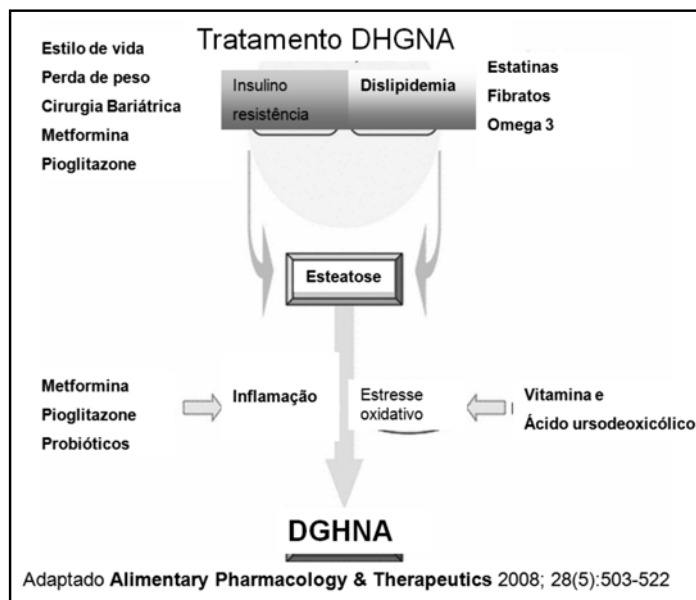 Tratamento DHGNA
Estilo de vida
Perda de peso
Cirurgia Bariátrica
Metformina
Pioglitazone
Insulino
resistência
Dislipidemia
Estatinas
Fibratos
Omega 3
Esteatose
Metformina
Pioglitazone
Probióticos
Inflamação
Estresse
oxidativo
Vitamina e
Ácido ursodeoxicólico
DGHNA
Adaptado Alimentary Pharmacology & Therapeutics 2008; 28(5):503-522